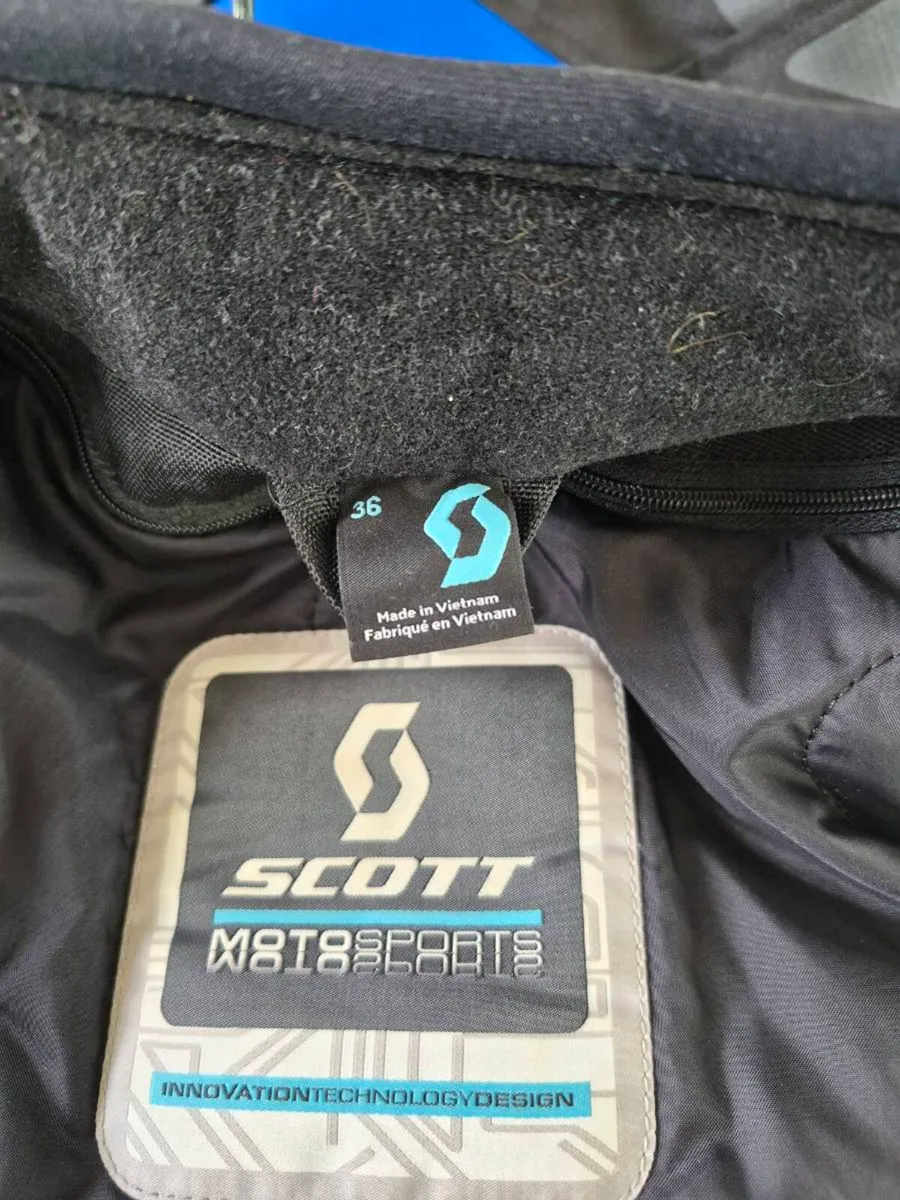 36
Made in Vietnam
Fabriqué en Vietnam
SCOTT
MOTOSPORTS
INNOVATIONTECHNOLOGYDESIGN